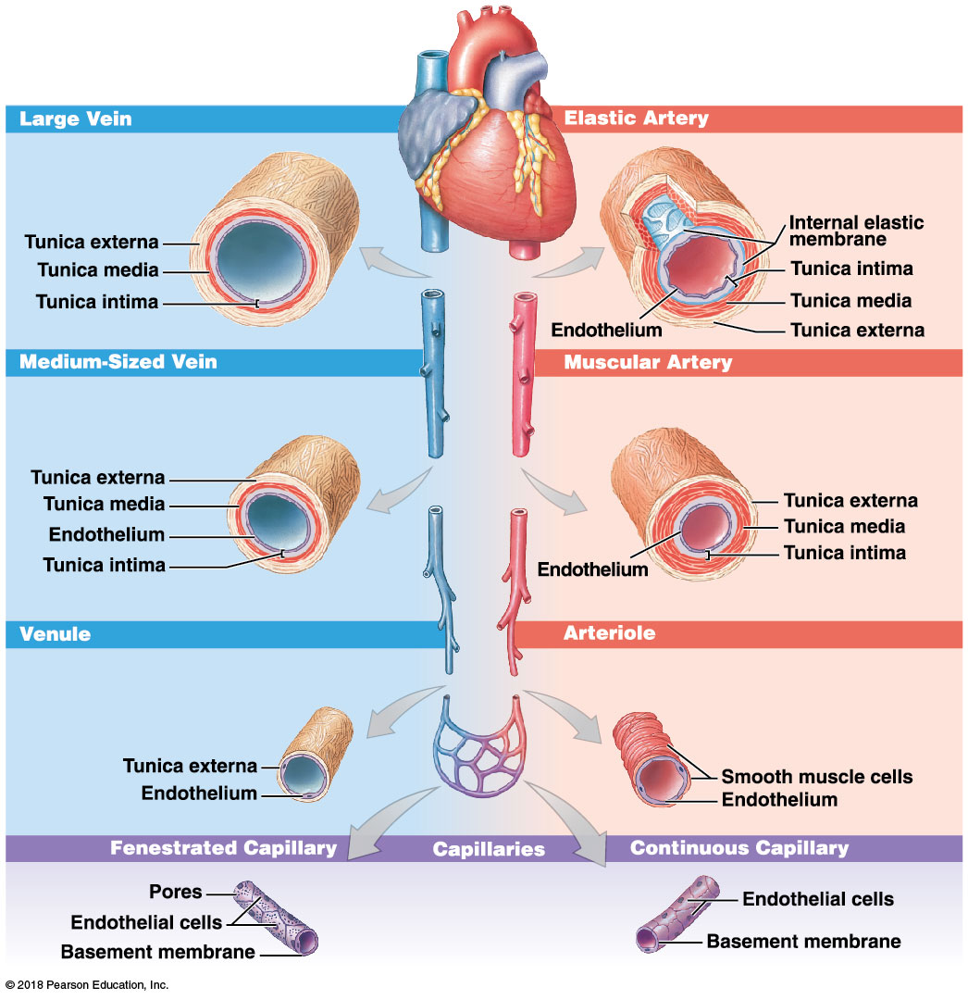 Large Vein
Tunica externa
Tunica media
Tunica intima
Elastic Artery
Internal elastic
membrane
Tunica intima
Tunica media
Tunica externa
Endothelium
Medium-Sized Vein
Tunica externa
Tunica media
Endothelium
Tunica intima
Muscular Artery
Tunica externa
Tunica media
Tunica intima
Endothelium
Venule
Tunica externa
Endothelium
Arteriole
Smooth muscle cells
Endothelium
Fenestrated Capillary
Capillaries
Continuous Capillary
Pores
Endothelial cells
Basement membrane
Endothelial cells
Basement membrane
© 2018 Pearson Education, Inc.